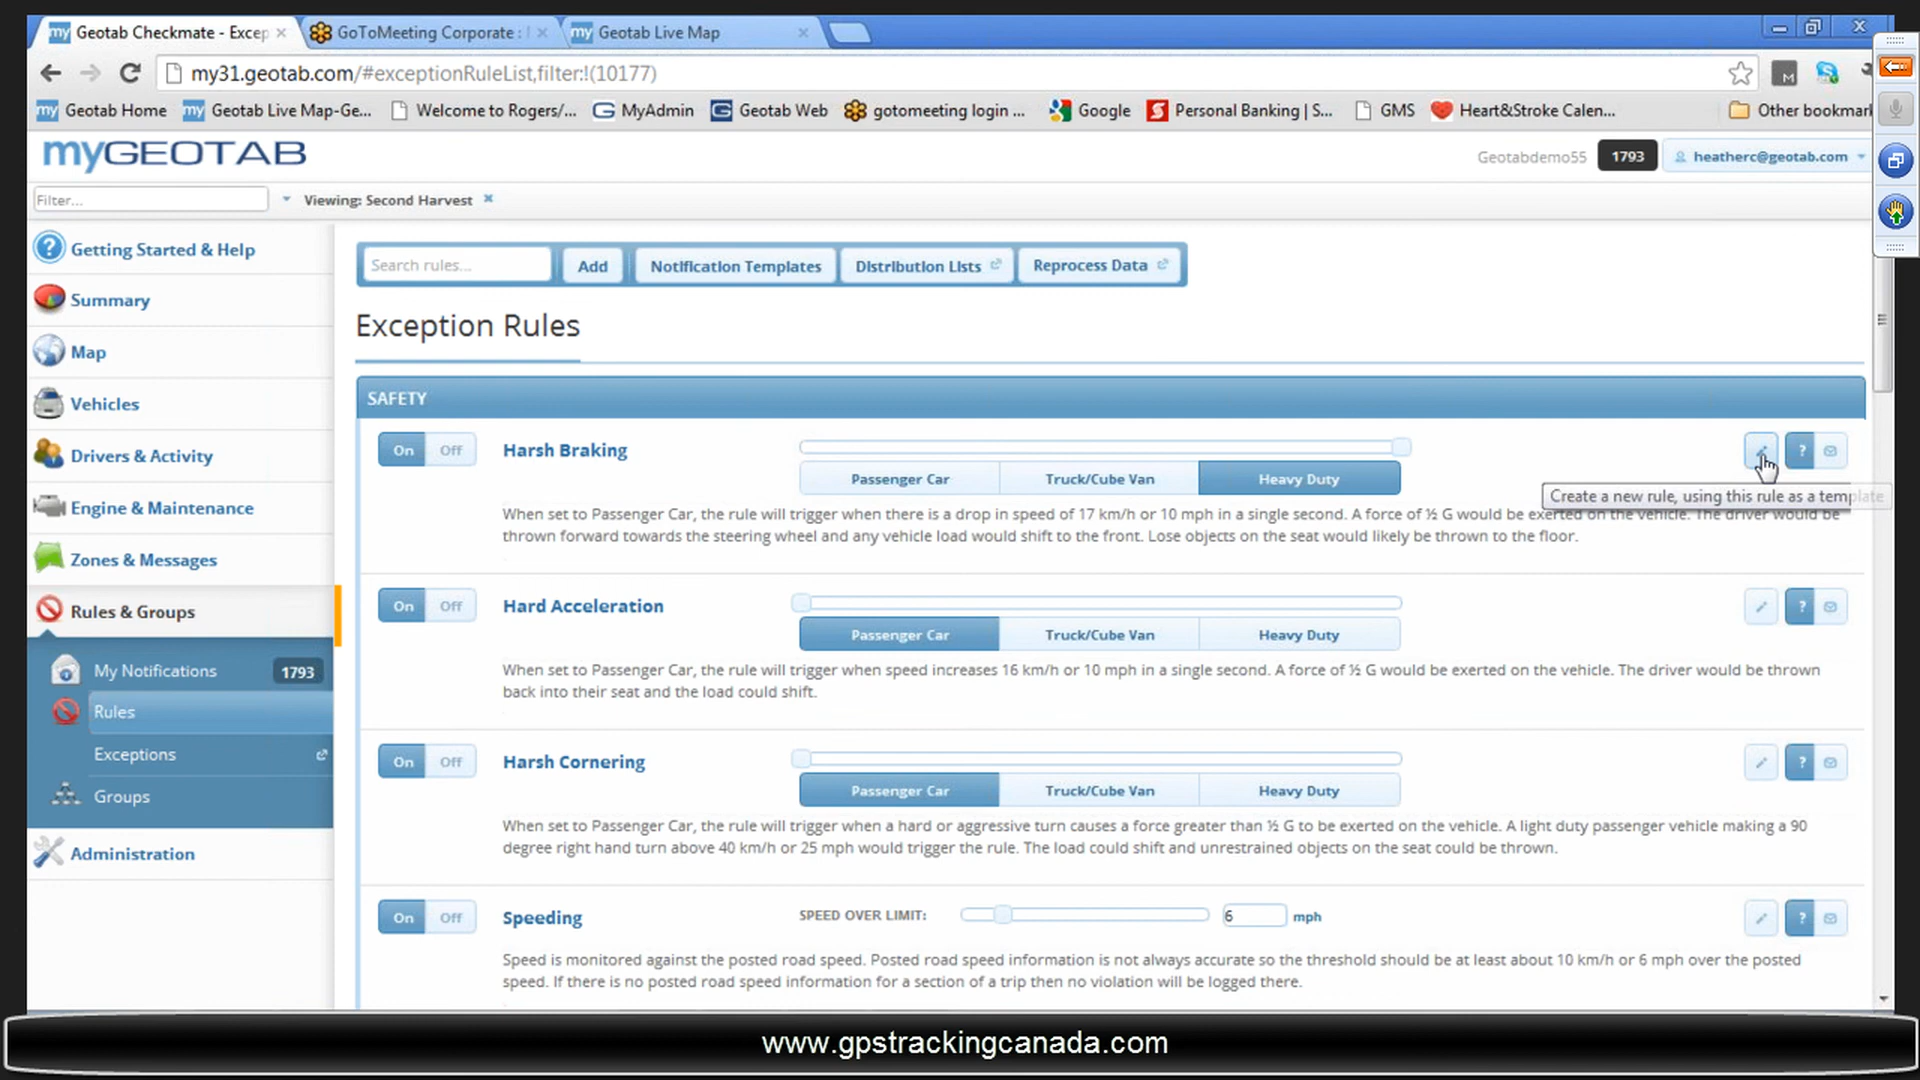 my Geotab Checkmate - Excep
GoToMeeting Corporate :
my Geotab Live Map
my31.geotab.com/#exceptionRuleList,filter:!(10177)
my Geotab Home
my Geotab Live Map-Ge...
Welcome to Rogers/...
MyAdmin
Geotab Web
gotomeeting login ...
Google
Personal Banking | S...
GMS
Heart&Stroke Calen...
Other bookmark
myGEOTAB
Geotabdemo55
1793
heatherc@geotab.com
Filter...
Viewing: Second Harvest
Getting Started & Help
Summary
Map
Vehicles
Drivers & Activity
Engine & Maintenance
Zones & Messages
Rules & Groups
My Notifications
1793
Rules
Exceptions
Groups
Administration
Search rules...
Add
Notification Templates
Distribution Lists
Reprocess Data
Exception Rules
SAFETY
On
Off
Harsh Braking
Passenger Car
Truck/Cube Van
Heavy Duty
?
Create a new rule, using this rule as a template
When set to Passenger Car, the rule will trigger when there is a drop in speed of 17 km/h or 10 mph in a single second. A force of ½ G would be exerted on the vehicle. The driver would be
thrown forward towards the steering wheel and any vehicle load would shift to the front. Lose objects on the seat would likely be thrown to the floor.
On
Off
Hard Acceleration
Passenger Car
Truck/Cube Van
Heavy Duty
?
When set to Passenger Car, the rule will trigger when speed increases 16 km/h or 10 mph in a single second. A force of ½ G would be exerted on the vehicle. The driver would be thrown
back into their seat and the load could shift.
On
Off
Harsh Cornering
Passenger Car
Truck/Cube Van
Heavy Duty
?
When set to Passenger Car, the rule will trigger when a hard or aggressive turn causes a force greater than ½ G to be exerted on the vehicle. A light duty passenger vehicle making a 90
degree right hand turn above 40 km/h or 25 mph would trigger the rule. The load could shift and unrestrained objects on the seat could be thrown.
On
Off
Speeding
SPEED OVER LIMIT:
6
mph
?
Speed is monitored against the posted road speed. Posted road speed information is not always accurate so the threshold should be at least about 10 km/h or 6 mph over the posted
speed. If there is no posted road speed information for a section of a trip then no violation will be logged there.
www.gpstrackingcanada.com